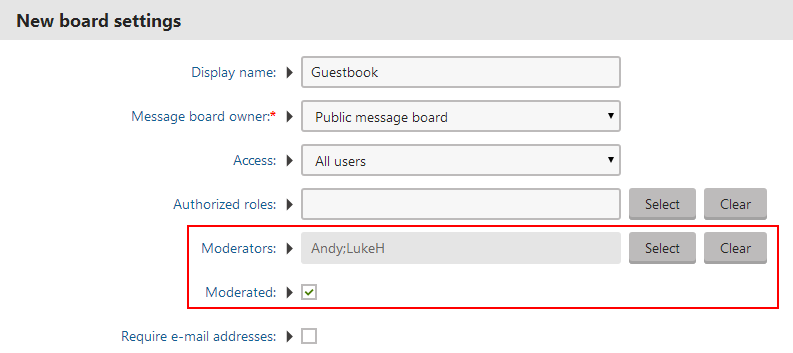 New board settings
Display name: Guestbook
Message board owner:* Public message board
Access: All users
Authorized roles: Select Clear
Moderators: Andy;LukeH Select Clear
Moderated:
Require e-mail addresses: